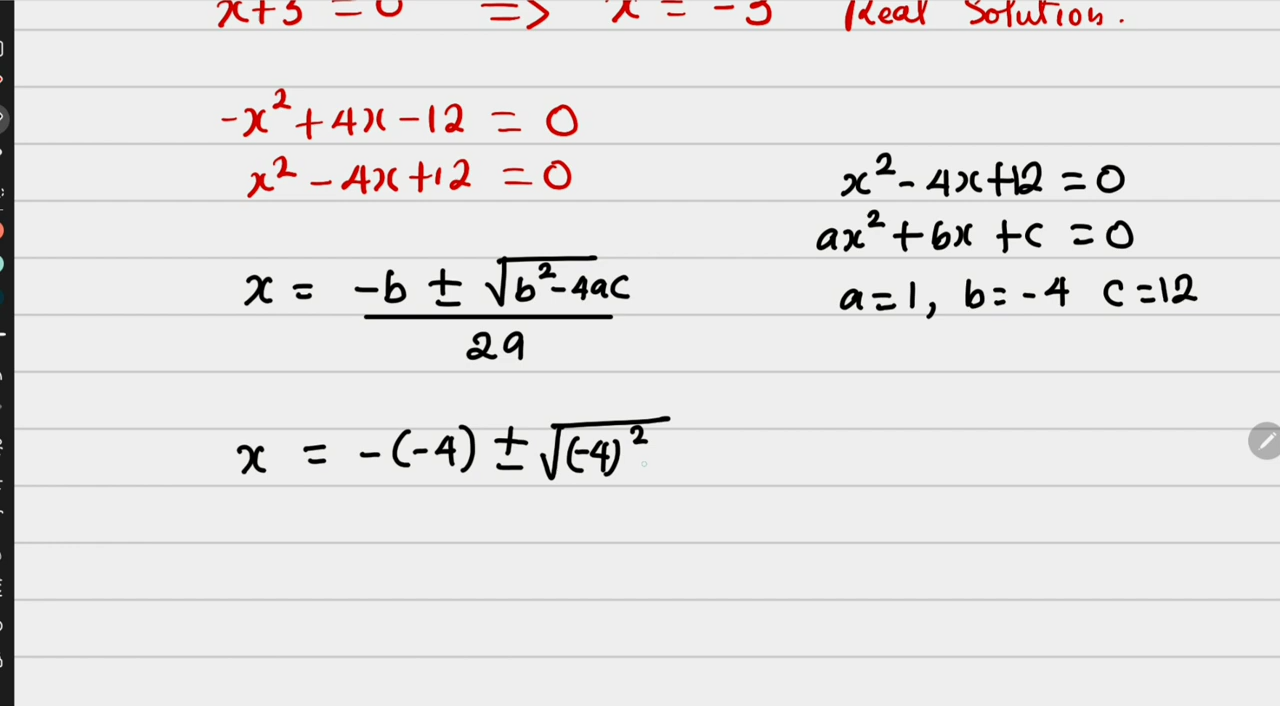 x+3 = 0 => x = -3 Real Solution.
-x² + 4x - 12 = 0
x² - 4x + 12 = 0
x² - 4x + 12 = 0
ax² + bx + c = 0
a = 1, b = -4 c = 12
x = -b ± √b² - 4ac
2a
x = -(-4) ± √(-4)²